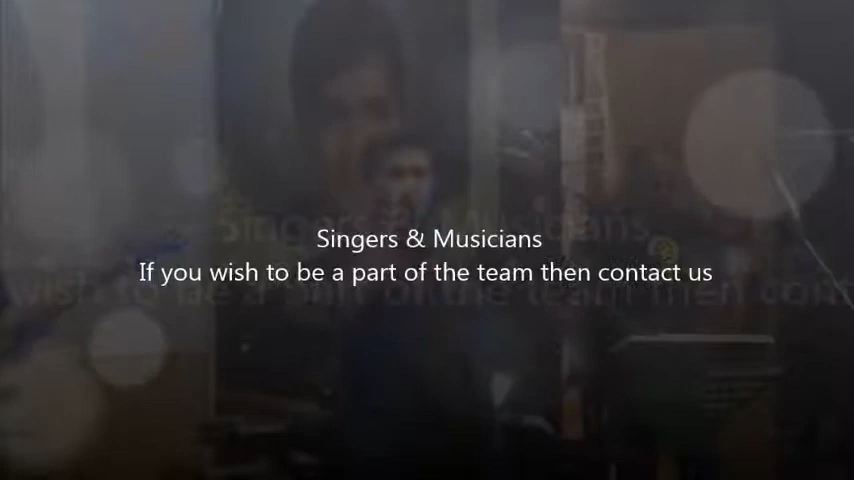 Singers & Musicians
If you wish to be a part of the team then contact us